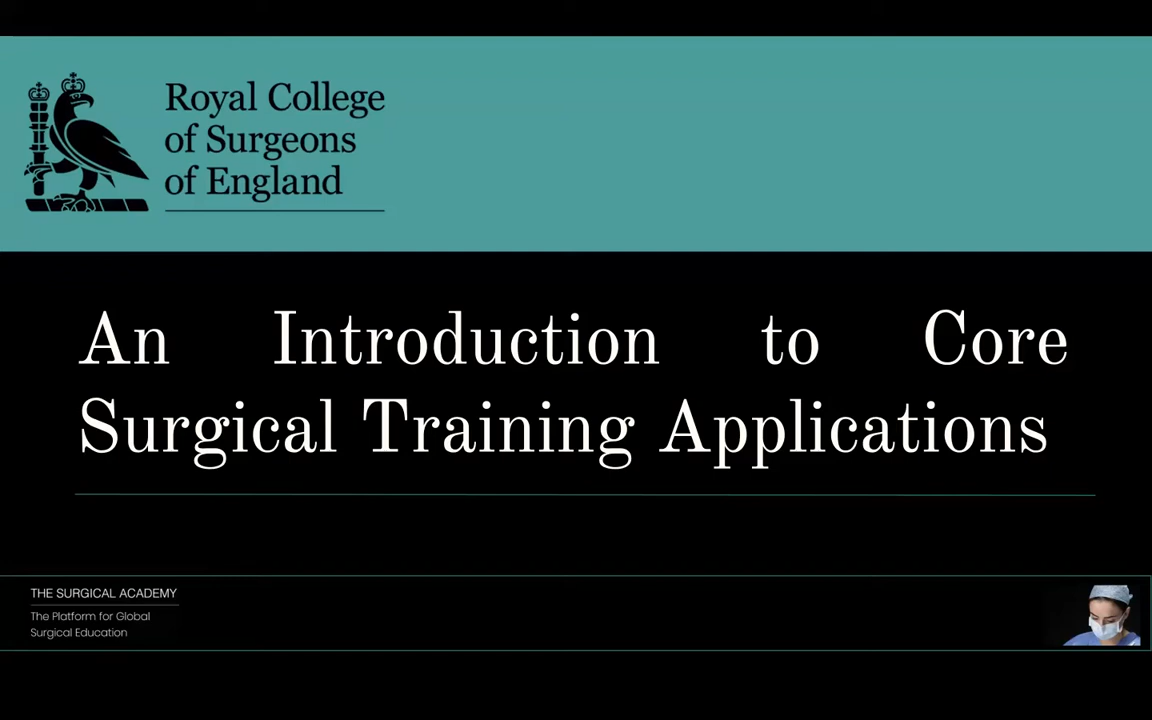 Royal College
of Surgeons
of England
An Introduction to Core
Surgical Training Applications
THE SURGICAL ACADEMY
The Platform for Global
Surgical Education